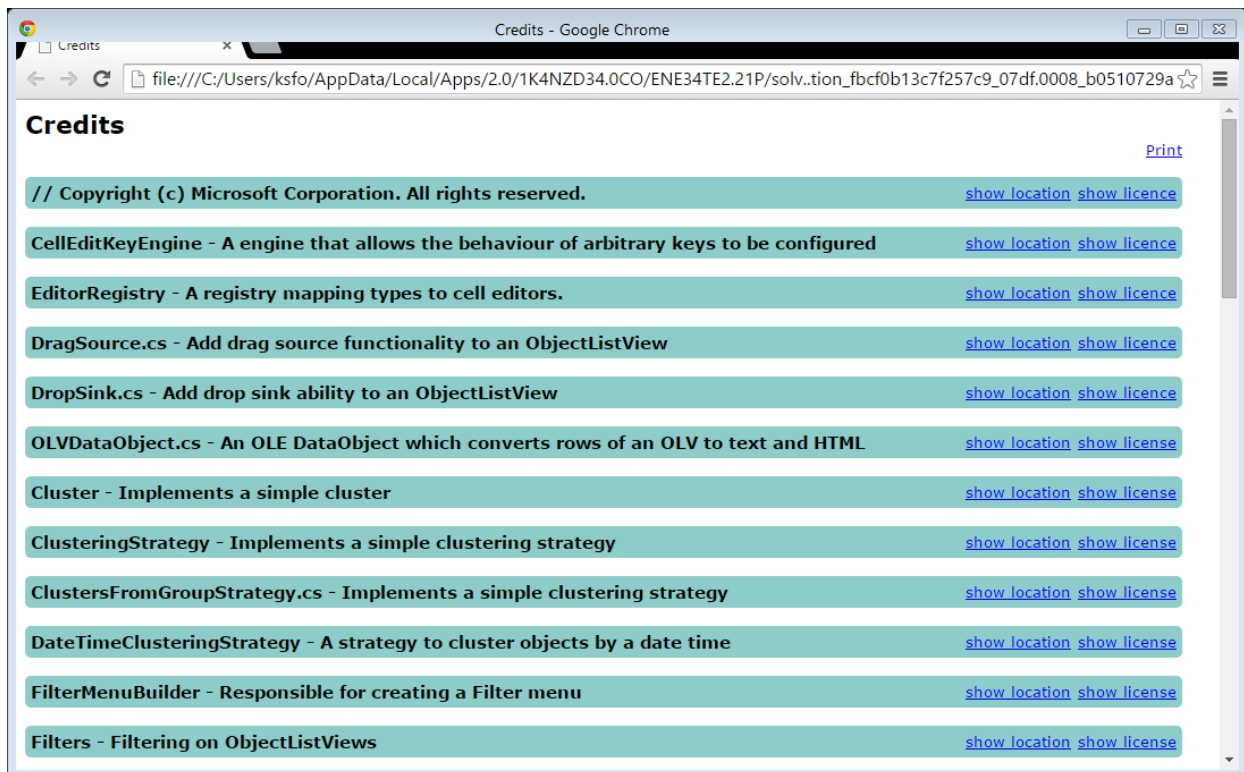 Credits - Google Chrome
Credits
file:///C:/Users/ksfo/AppData/Local/Apps/2.0/1K4NZD34.0CO/ENE34TE2.21P/solv..tion_fbcf0b13c7f257c9_07df.0008_b0510729a
Credits
Print
// Copyright (c) Microsoft Corporation. All rights reserved. show location show licence
CellEditKeyEngine - A engine that allows the behaviour of arbitrary keys to be configured show location show licence
EditorRegistry - A registry mapping types to cell editors. show location show licence
DragSource.cs - Add drag source functionality to an ObjectListView show location show licence
DropSink.cs - Add drop sink ability to an ObjectListView show location show licence
OLVDataObject.cs - An OLE DataObject which converts rows of an OLV to text and HTML show location show license
Cluster - Implements a simple cluster show location show license
ClusteringStrategy - Implements a simple clustering strategy show location show license
ClustersFromGroupStrategy.cs - Implements a simple clustering strategy show location show license
DateTimeClusteringStrategy - A strategy to cluster objects by a date time show location show license
FilterMenuBuilder - Responsible for creating a Filter menu show location show license
Filters - Filtering on ObjectListViews show location show license